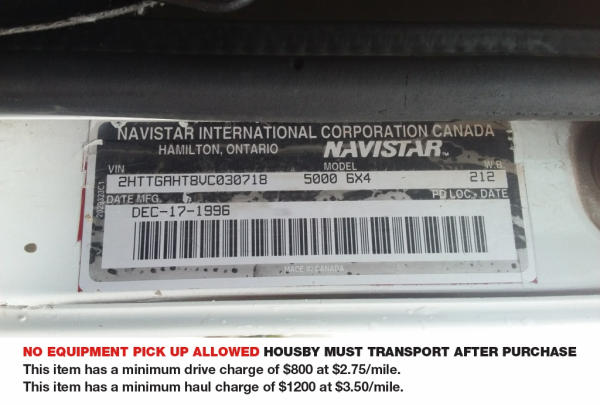 NAVISTAR INTERNATIONAL CORPORATION CANADA
HAMILTON, ONTARIO NAVISTAR™
VIN MODEL W.B.
2HTTGAHT8VC030718 5000 6X4 212
DATE MFG. PD LOC. DATE
DEC-17-1996
MADE IN CANADA
NO EQUIPMENT PICK UP ALLOWED HOUSBY MUST TRANSPORT AFTER PURCHASE
This item has a minimum drive charge of $800 at $2.75/mile.
This item has a minimum haul charge of $1200 at $3.50/mile.